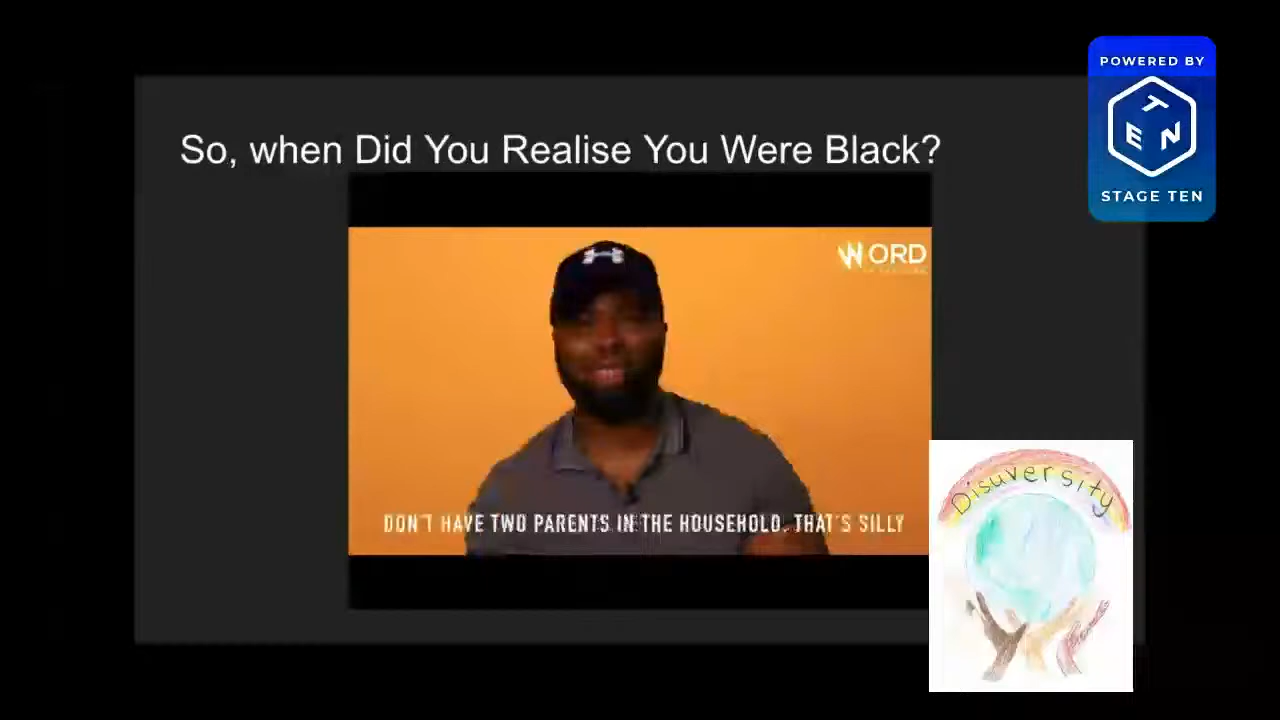 POWERED BY
TEN
STAGE TEN
So, when Did You Realise You Were Black?
WORD
DON'T HAVE TWO PARENTS IN THE HOUSEHOLD. THAT'S SILLY
Disuversity